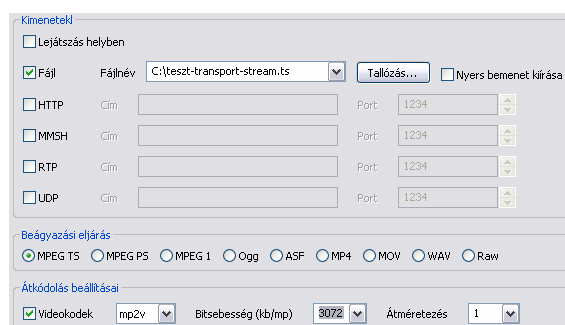 Kimenetek
Lejátszás helyben
Fájl Fájlnév C:\teszt-transport-stream.ts Tallózás... Nyers bemenet kiírása
HTTP Cím Port 1234
MMSH Cím Port 1234
RTP Cím Port 1234
UDP Cím Port 1234
Beágyazási eljárás
MPEG TS MPEG PS MPEG 1 Ogg ASF MP4 MOV WAV Raw
Átkódolás beállításai
Videokodek mp2v Bitsebesség (kb/mp) 3072 Átméretezés 1